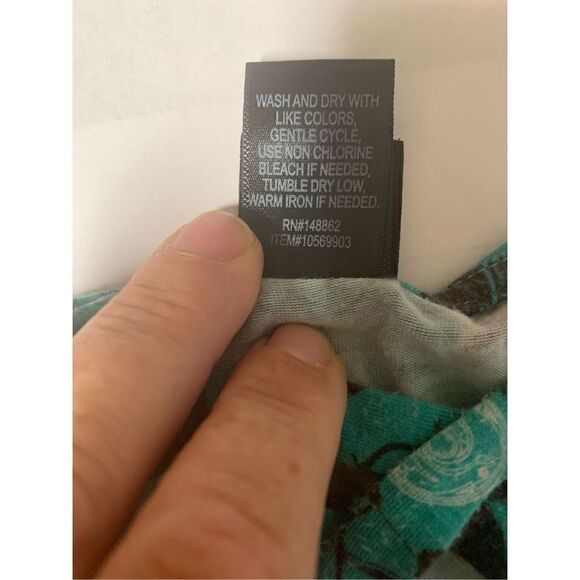 WASH AND DRY WITH
LIKE COLORS,
GENTLE CYCLE,
USE NON CHLORINE
BLEACH IF NEEDED,
TUMBLE DRY LOW,
WARM IRON IF NEEDED.
RN#148862
ITEM#10569903